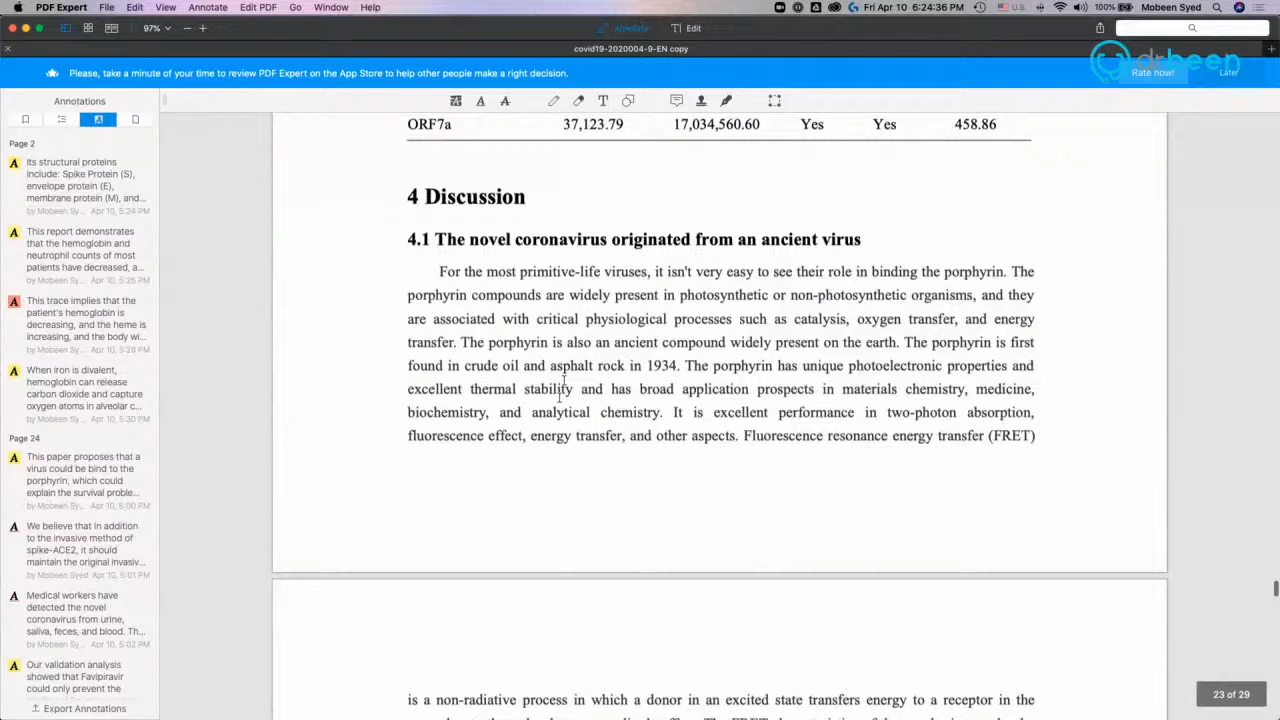 PDF Expert File Edit View Annotate Edit PDF Go Window Help 100% Fri Apr 10 6:24:36 PM U.S. 100% Mobeen Syed
97% Annotate Edit
covid19-2020004-9-EN copy
Please, take a minute of your time to review PDF Expert on the App Store to help other people make a right decision. Rate now! Later
drbeen
Annotations
Page 2
Its structural proteins
include: Spike Protein (S),
envelope protein (E),
membrane protein (M), and...
by Mobeen Sy... Apr 10, 5:24 PM
This report demonstrates
that the hemoglobin and
neutrophil counts of most
patients have decreased, a...
by Mobeen Sy... Apr 10, 5:25 PM
This trace implies that the
patient's hemoglobin is
decreasing, and the heme is
increasing, and the body wi...
by Mobeen Sy... Apr 10, 5:28 PM
When iron is divalent,
hemoglobin can release
carbon dioxide and capture
oxygen atoms in alveolar c...
by Mobeen Sy... Apr 10, 5:30 PM
Page 24
This paper proposes that a
virus could be bind to the
porphyrin, which could
explain the survival proble...
by Mobeen Sy... Apr 10, 5:00 PM
We believe that in addition
to the invasive method of
spike-ACE2, it should
maintain the original invasiv...
by Mobeen Syed Apr 10, 5:01 PM
Medical workers have
detected the novel
coronavirus from urine,
saliva, feces, and blood. Th...
by Mobeen Sy... Apr 10, 5:02 PM
Our validation analysis
showed that Favipiravir
could only prevent the
Export Annotations
ORF7a 37,123.79 17,034,560.60 Yes Yes 458.86
4 Discussion
4.1 The novel coronavirus originated from an ancient virus
For the most primitive-life viruses, it isn't very easy to see their role in binding the porphyrin. The
porphyrin compounds are widely present in photosynthetic or non-photosynthetic organisms, and they
are associated with critical physiological processes such as catalysis, oxygen transfer, and energy
transfer. The porphyrin is also an ancient compound widely present on the earth. The porphyrin is first
found in crude oil and asphalt rock in 1934. The porphyrin has unique photoelectronic properties and
excellent thermal stability and has broad application prospects in materials chemistry, medicine,
biochemistry, and analytical chemistry. It is excellent performance in two-photon absorption,
fluorescence effect, energy transfer, and other aspects. Fluorescence resonance energy transfer (FRET)
is a non-radiative process in which a donor in an excited state transfers energy to a receptor in the
23 of 29